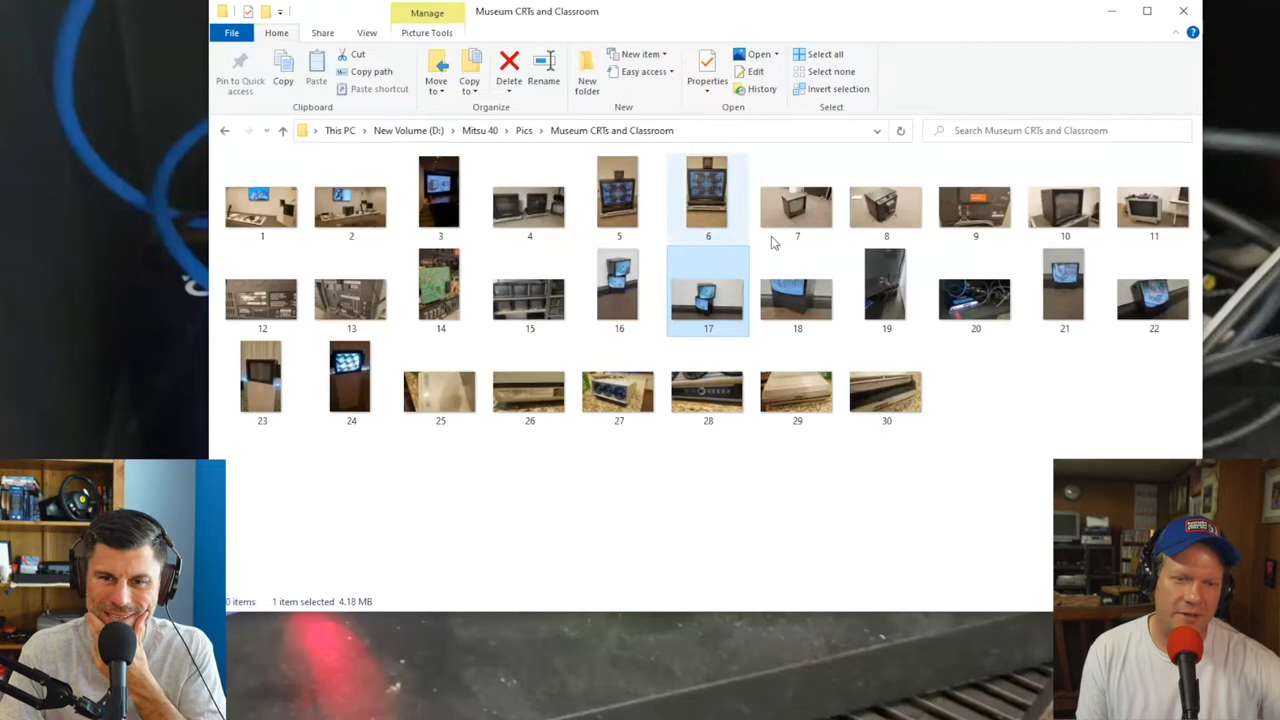 Manage
Museum CRTs and Classroom
File
Home
Share
View
Picture Tools
Pin to Quick access
Copy
Paste
Cut
Copy path
Paste shortcut
Clipboard
Move to
Copy to
Delete
Rename
Organize
New folder
New item
Easy access
New
Properties
Open
Edit
History
Open
Select all
Select none
Invert selection
Select
This PC > New Volume (D:) > Mitsu 40 > Pics > Museum CRTs and Classroom
Search Museum CRTs and Classroom
1 2 3 4 5 6 7 8 9 10 11
12 13 14 15 16 17 18 19 20 21 22
23 24 25 26 27 28 29 30
0 items 1 item selected 4.18 MB